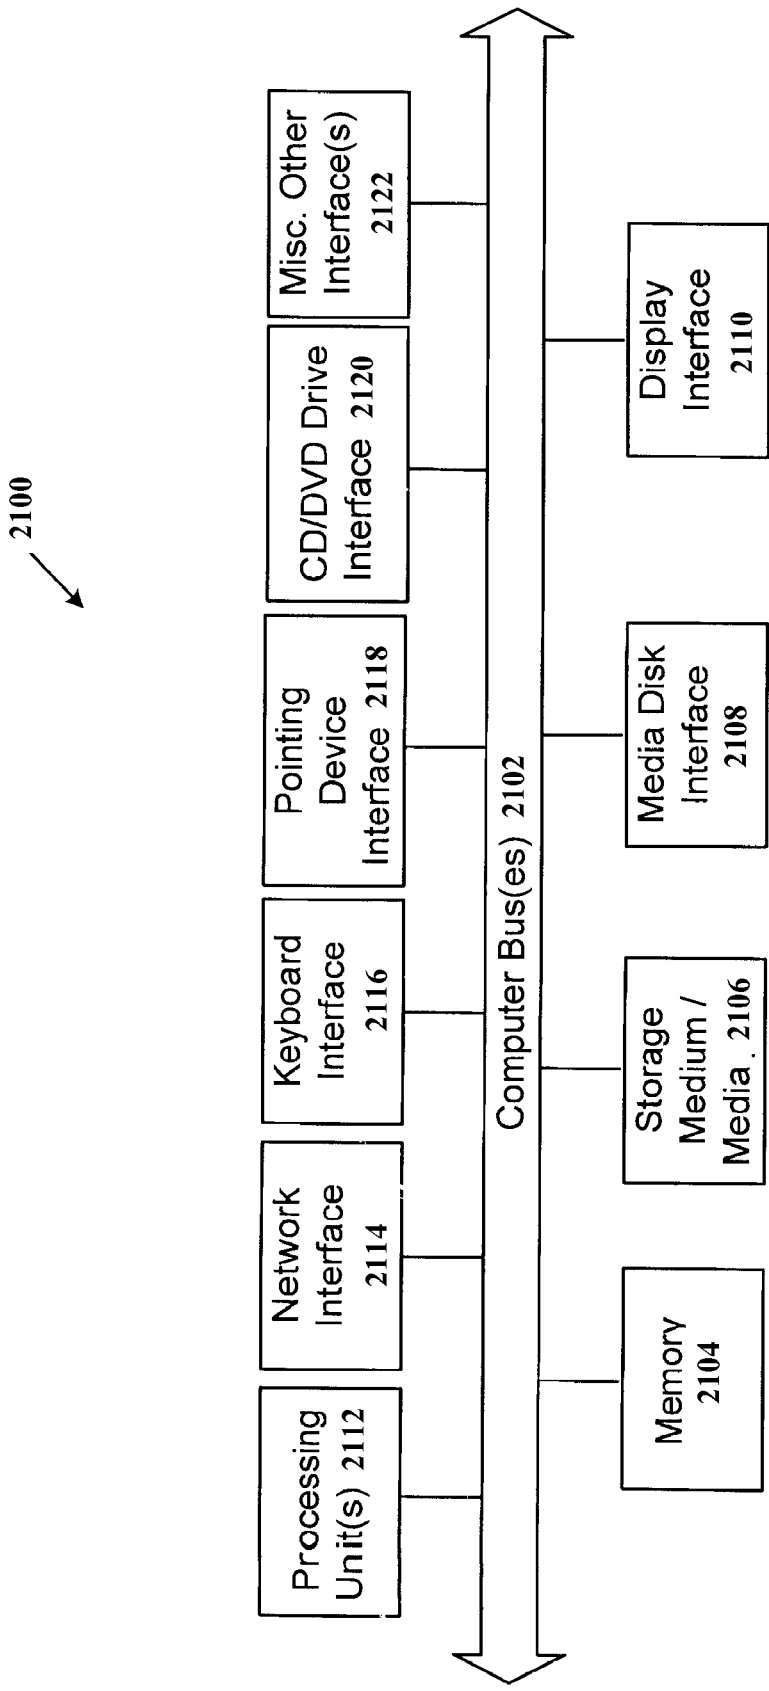 2100
Processing
Unit(s) 2112
Network
Interface
2114
Keyboard
Interface
2116
Pointing
Device
Interface 2118
CD/DVD Drive
Interface 2120
Misc. Other
Interface(s)
2122
Computer Bus(es) 2102
Memory
2104
Storage
Medium /
Media . 2106
Media Disk
Interface
2108
Display
Interface
2110